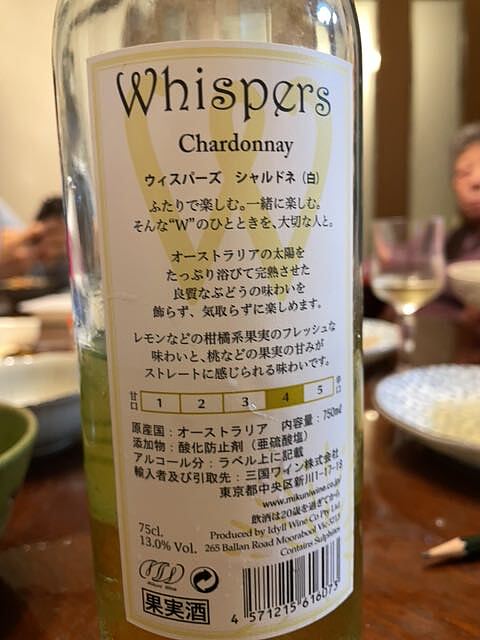 Whispers
Chardonnay
ウィスパーズ シャルドネ（白）
ふたりで楽しむ。一緒に楽しむ。
そんな“W”のひとときを、大切な人と。
オーストラリアの太陽を
たっぷり浴びて完熟させた
良質なぶどうの味わいを
飾らず、気取らずに楽しめます。
レモンなどの柑橘系果実のフレッシュな
味わいと、桃などの果実の甘みが
ストレートに感じられる味わいです。
甘口 1 2 3 4 5 辛口
原産国：オーストラリア 内容量：750ml
添加物：酸化防止剤（亜硫酸塩）
アルコール分：ラベル上に記載
輸入者及び引取先：三国ワイン株式会社
東京都中央区新川1-17-18
www.mikuniwine.co.jp/
飲酒は20歳を過ぎてから
75cl.
13.0% Vol.
Produced by Idyll Wine Co Pty Ltd
265 Ballan Road Moorabool Vic 3213
Contains Sulphites
果実酒
4 571215 616075